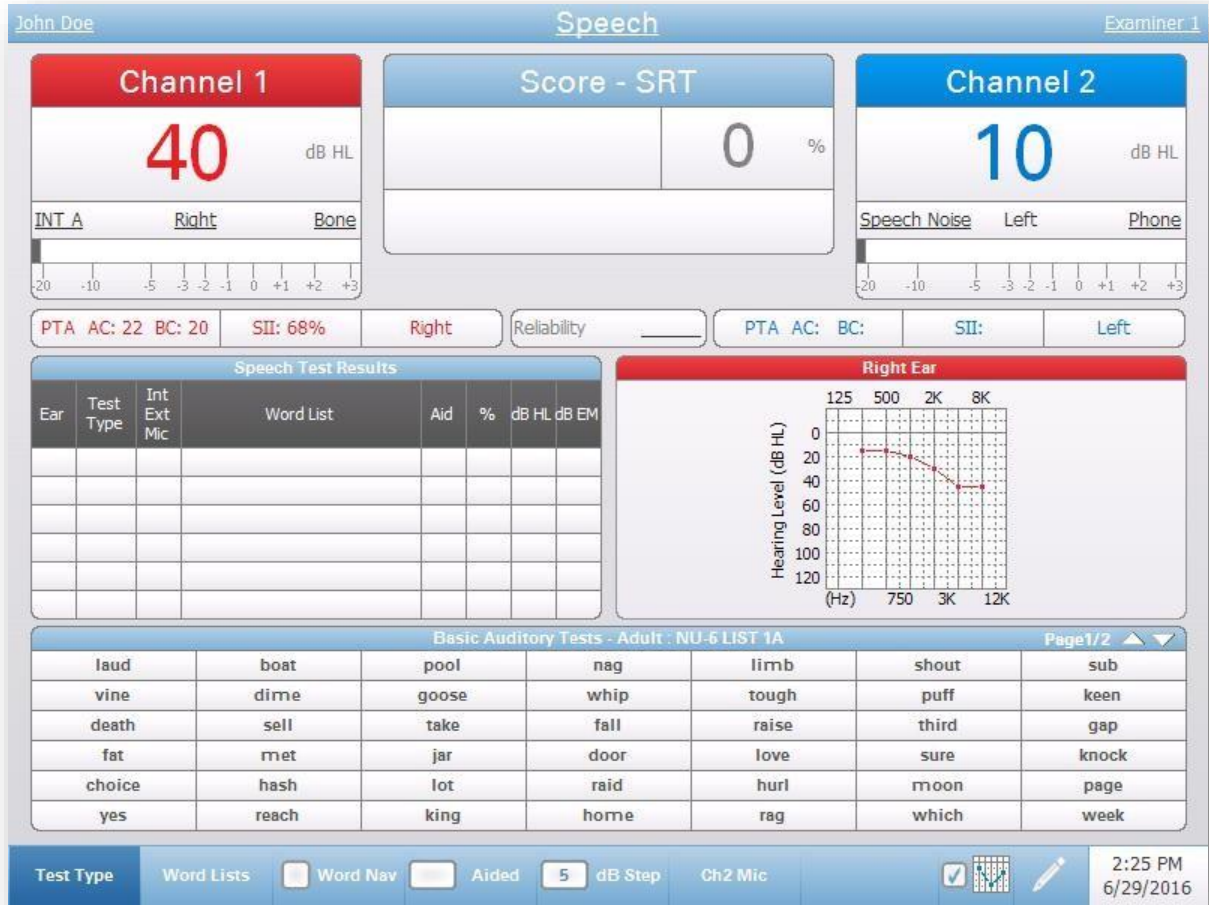 John Doe Speech Examiner 1
Channel 1 Score - SRT Channel 2
40 dB HL 0 % 10 dB HL
INT A Right Bone Speech Noise Left Phone
-20 -10 -5 -3 -2 -1 0 +1 +2 +3 -20 -10 -5 -3 -2 -1 0 +1 +2 +3
PTA AC: 22 BC: 20 SII: 68% Right Reliability PTA AC: BC: SII: Left
Speech Test Results
Ear Test Type Int Ext Mic Word List Aid % dB HL dB EM
Right Ear
125 500 2K 8K
Hearing Level (dB HL)
0
20
40
60
80
100
120
(Hz) 750 3K 12K
Basic Auditory Tests - Adult : NU-6 LIST 1A Page1/2
laud boat pool nag limb shout sub
vine dime goose whip tough puff keen
death sell take fall raise third gap
fat met jar door love sure knock
choice hash lot raid hurl moon page
yes reach king home rag which week
Test Type Word Lists Word Nav Aided 5 dB Step Ch2 Mic 2:25 PM
6/29/2016